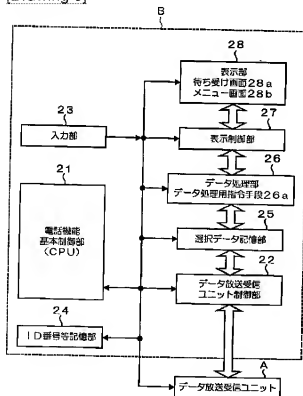 B
28
表示部
待ち受け画面28a
メニュー画面28b
23
入力部
27
表示制御部
26
データ処理部
データ処理用指令手段26a
21
電話機能
基本制御部
(CPU)
25
選択データ記憶部
22
データ放送受信
ユニット制御部
24
ID番号等記憶部
A
データ放送受信ユニット